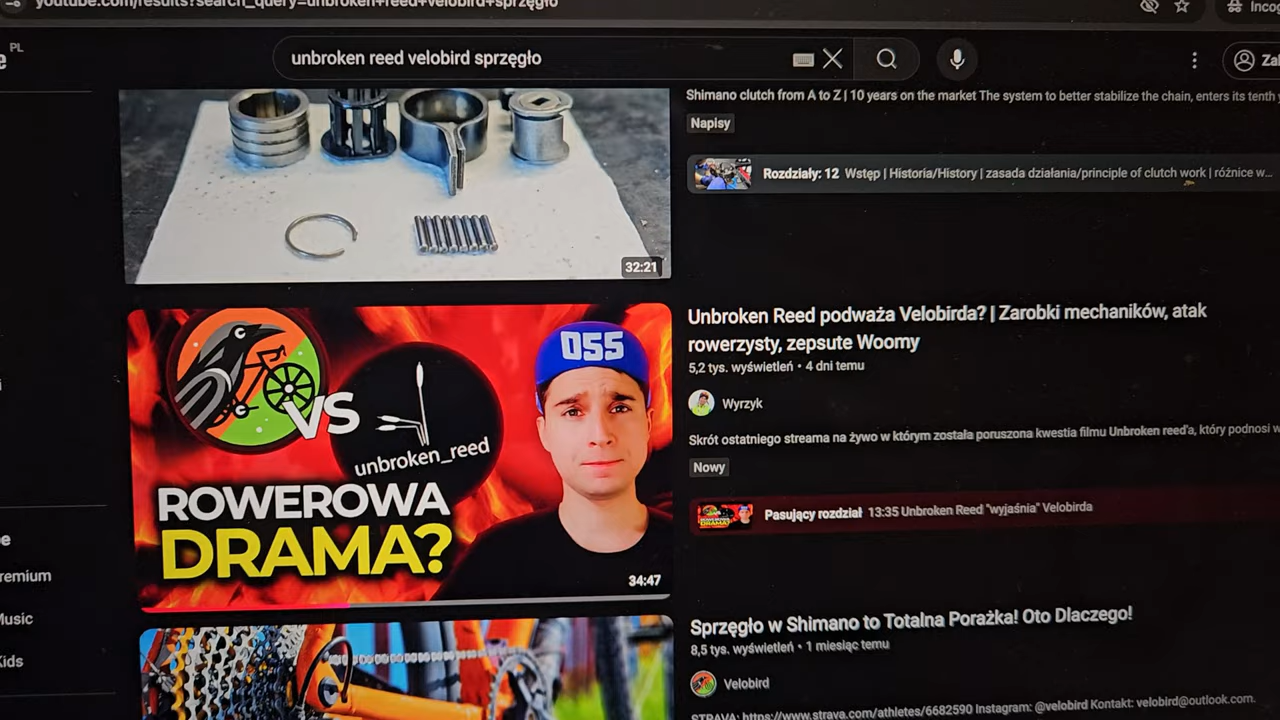 youtube.com/results?search_query=unbroken+reed+velobird+sprzęgło
Incog
PL
unbroken reed velobird sprzęgło
Zal
Shimano clutch from A to Z | 10 years on the market The system to better stabilize the chain, enters its tenth y
Napisy
Rozdziały: 12 Wstęp | Historia/History | zasada działania/principle of clutch work | różnice w...
32:21
Unbroken Reed podważa Velobirda? | Zarobki mechaników, atak
rowerzysty, zepsute Woomy
5,2 tys. wyświetleń • 4 dni temu
Wyrzyk
Skrót ostatniego streama na żywo w którym została poruszona kwestia filmu Unbroken reed'a, który podnosi w
Nowy
Pasujący rozdział 13:35 Unbroken Reed "wyjaśnia" Velobirda
055
VS
unbroken_reed
ROWEROWA
DRAMA?
34:47
remium
Music
Kids
Sprzęgło w Shimano to Totalna Porażka! Oto Dlaczego!
8,5 tys. wyświetleń • 1 miesiąc temu
Velobird
STRAVA: https://www.strava.com/athletes/6682590 Instagram: @velobird Kontakt: velobird@outlook.com.